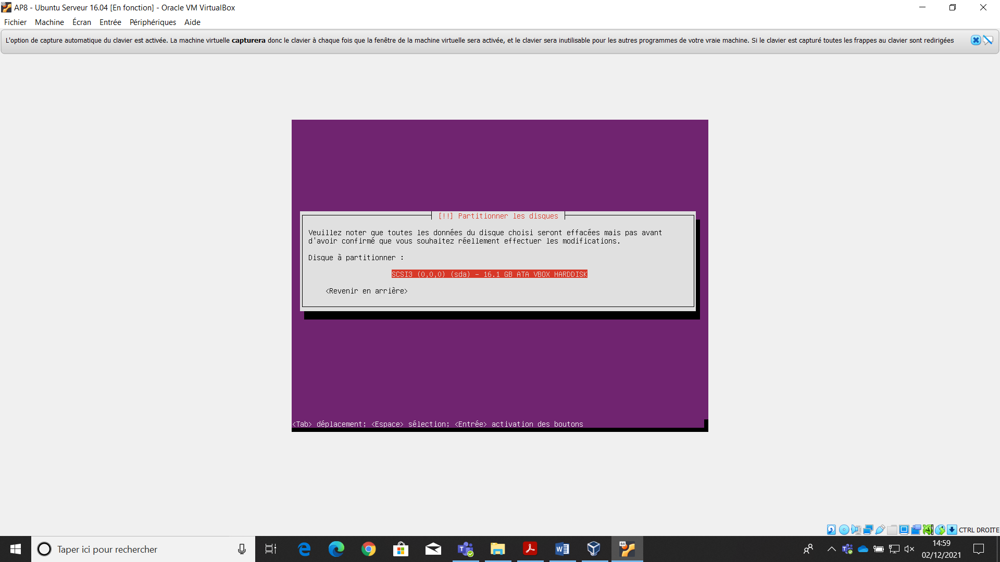 AP8 - Ubuntu Serveur 16.04 [En fonction] - Oracle VM VirtualBox
Fichier Machine Écran Entrée Périphériques Aide
L'option de capture automatique du clavier est activée. La machine virtuelle capturera donc le clavier à chaque fois que la fenêtre de la machine virtuelle sera activée, et le clavier sera inutilisable pour les autres programmes de votre vraie machine. Si le clavier est capturé toutes les frappes au clavier sont redirigées
[!!] Partitionner les disques
Veuillez noter que toutes les données du disque choisi seront effacées mais pas avant
d'avoir confirmé que vous souhaitez réellement effectuer les modifications.
Disque à partitionner :
SCSI3 (0,0,0) (sda) - 16.1 GB ATA VBOX HARDDISK
<Revenir en arrière>
<Tab> déplacement; <Espace> sélection; <Entrée> activation des boutons
CTRL DROITE
Taper ici pour rechercher
14:59
02/12/2021